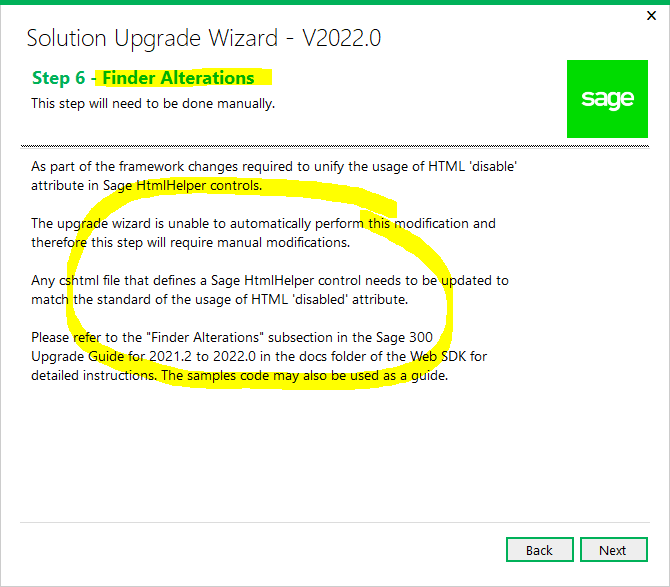 Solution Upgrade Wizard - V2022.0
Step 6 - Finder Alterations
This step will need to be done manually.
sage
As part of the framework changes required to unify the usage of HTML 'disable'
attribute in Sage HtmlHelper controls.
The upgrade wizard is unable to automatically perform this modification and
therefore this step will require manual modifications.
Any cshtml file that defines a Sage HtmlHelper control needs to be updated to
match the standard of the usage of HTML 'disabled' attribute.
Please refer to the "Finder Alterations" subsection in the Sage 300
Upgrade Guide for 2021.2 to 2022.0 in the docs folder of the Web SDK for
detailed instructions. The samples code may also be used as a guide.
Back
Next